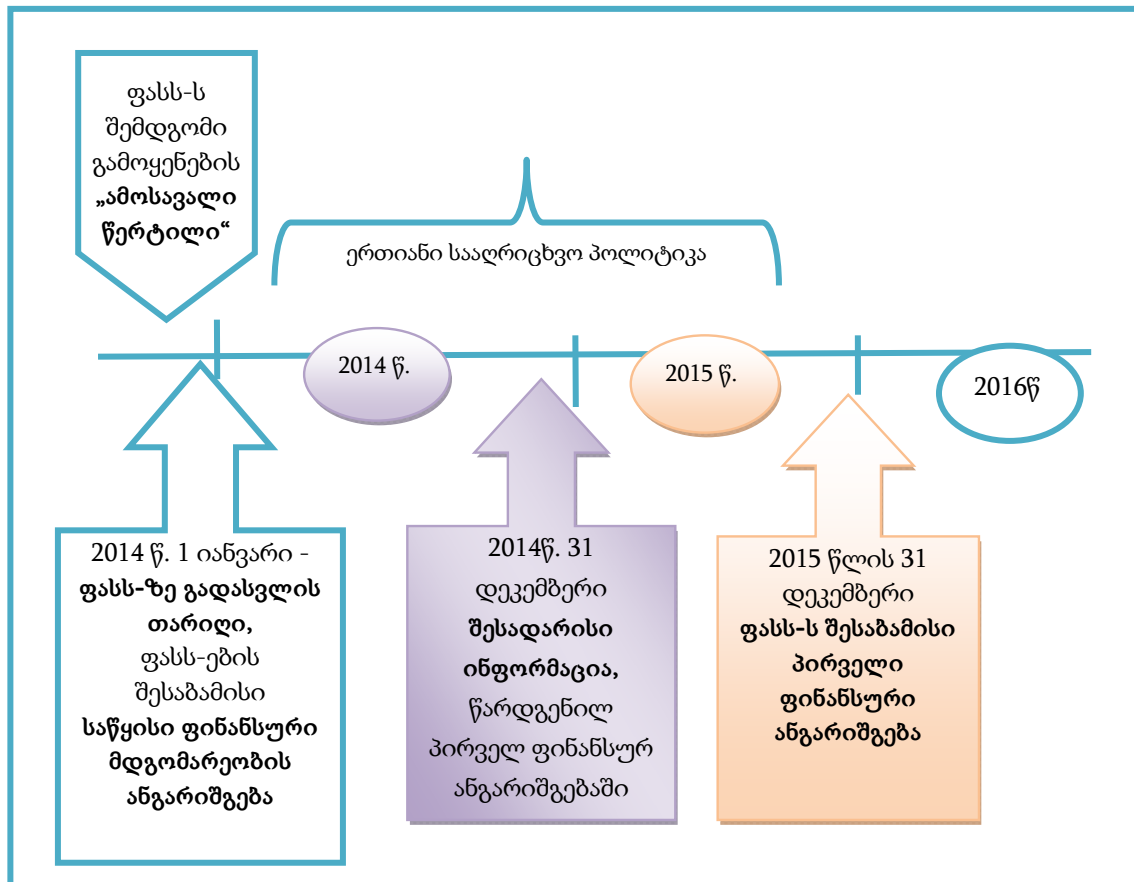 ფასს-ს
შემდგომი
გამოყენების
„ამოსავალი
წერტილი“
ერთიანი სააღრიცხვო პოლიტიკა
2014 წ.
2015 წ.
2016წ
2014 წ. 1 იანვარი -
ფასს-ზე გადასვლის
თარიღი,
ფასს-ების
შესაბამისი
საწყისი ფინანსური
მდგომარეობის
ანგარიშგება
2014წ. 31
დეკემბერი
შესადარისი
ინფორმაცია,
წარდგენილ
პირველ ფინანსურ
ანგარიშგებაში
2015 წლის 31
დეკემბერი
ფასს-ს შესაბამისი
პირველი
ფინანსური
ანგარიშგება